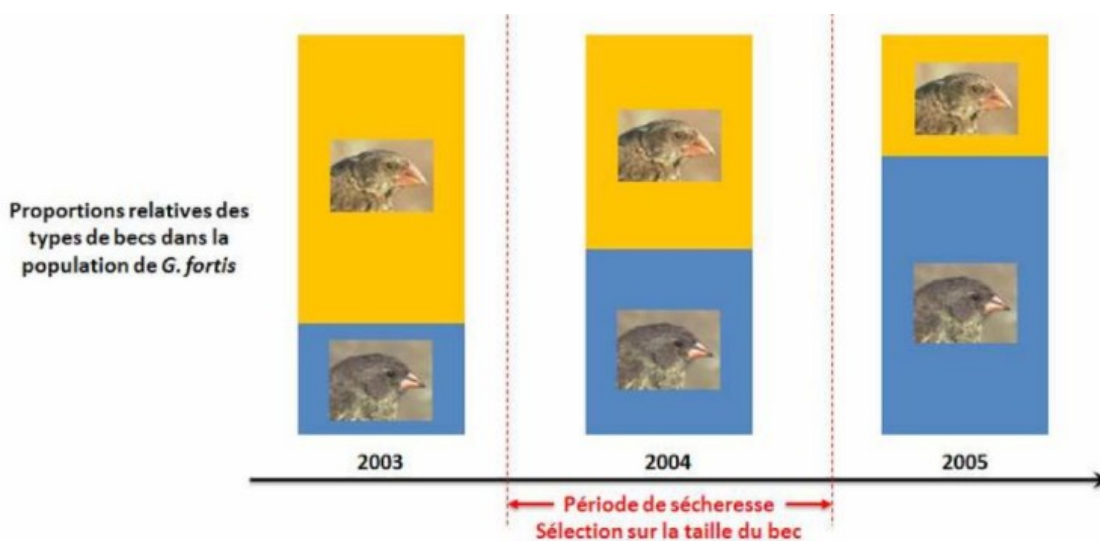 Proportions relatives des
types de becs dans la
population de G. fortis
2003
2004
2005
Période de sécheresse
Sélection sur la taille du bec